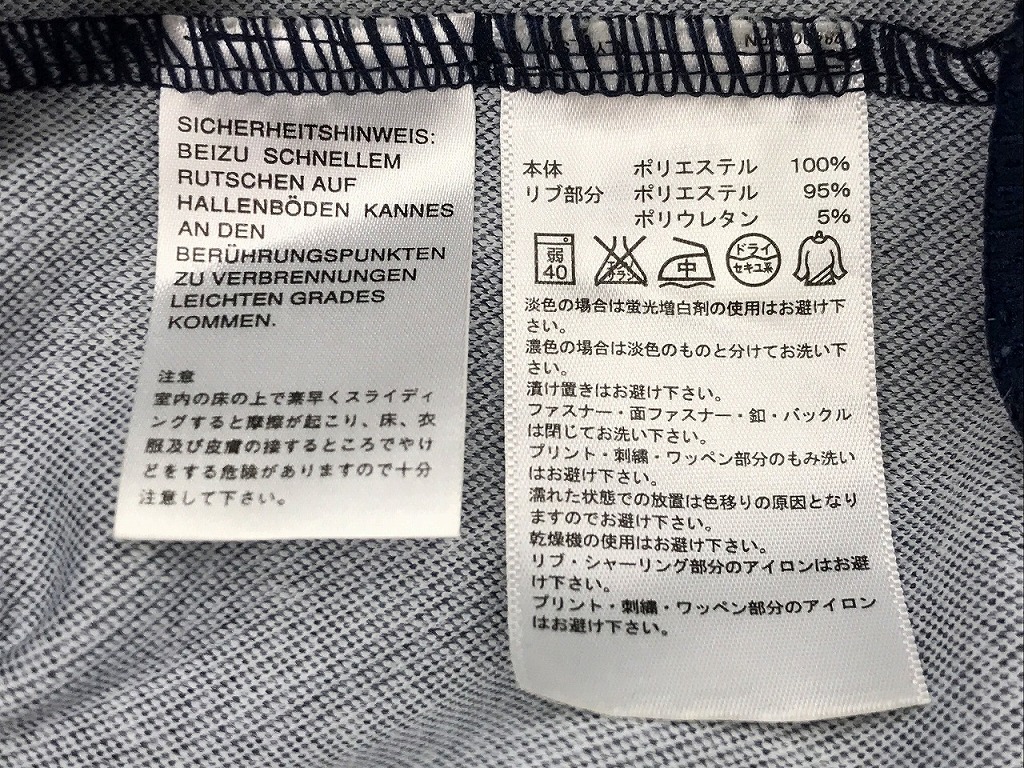 SICHERHEITSHINWEIS:
BEIZU SCHNELLEM
RUTSCHEN AUF
HALLENBÖDEN KANNES
AN DEN
BERÜHRUNGSPUNKTEN
ZU VERBRENNUNGEN
LEICHTEN GRADES
KOMMEN.
注意
室内の床の上で素早くスライディ
ングすると摩擦が起こり、床、衣
服及び皮膚の接するところでやけ
どをする危険がありますので十分
注意して下さい。
本体 ポリエステル 100%
リブ部分 ポリエステル 95%
ポリウレタン 5%
弱 40 中 ドライ セキユ系
淡色の場合は蛍光増白剤の使用はお避け下
さい。
濃色の場合は淡色のものと分けてお洗い下
さい。
漬け置きはお避け下さい。
ファスナー・面ファスナー・釦・バックル
は閉じてお洗い下さい。
プリント・刺繍・ワッペン部分のもみ洗い
はお避け下さい。
濡れた状態での放置は色移りの原因となり
ますのでお避け下さい。
乾燥機の使用はお避け下さい。
リブ・シャーリング部分のアイロンはお避
け下さい。
プリント・刺繍・ワッペン部分のアイロン
はお避け下さい。